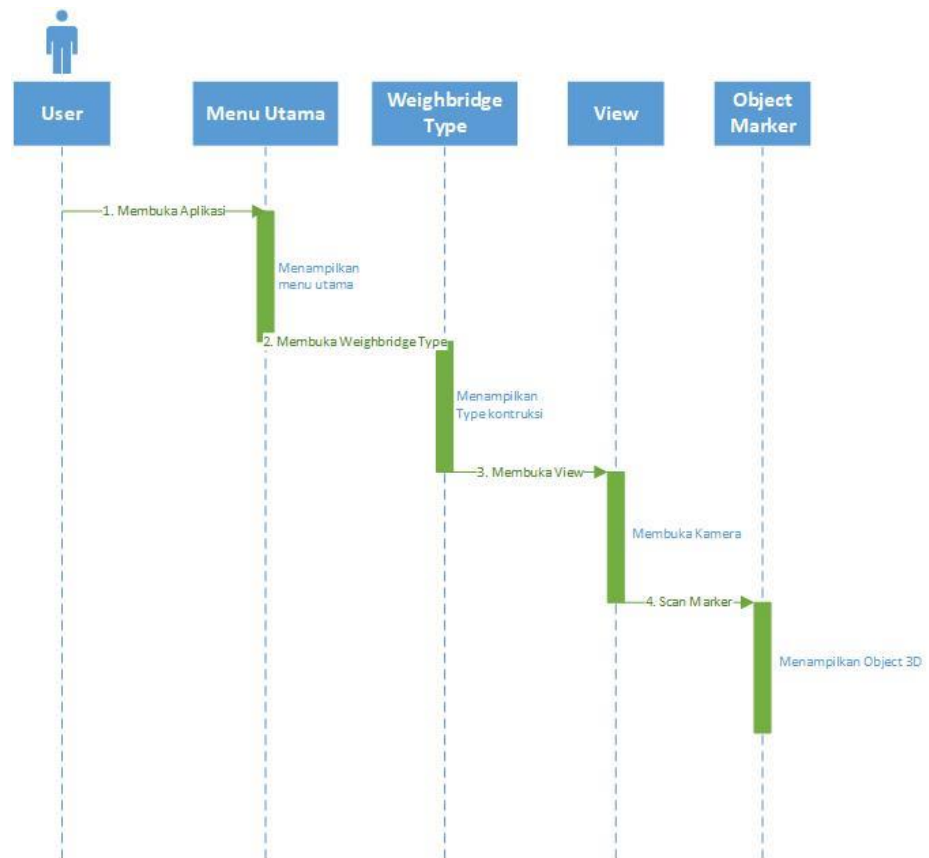 User
Menu Utama
Weighbridge
Type
View
Object
Marker
1. Membuka Aplikasi
Menampilkan
menu utama
2. Membuka Weighbridge Type
Menampilkan
Type kontruksi
3. Membuka View
Membuka Kamera
4. Scan Marker
Menampilkan Object 3D